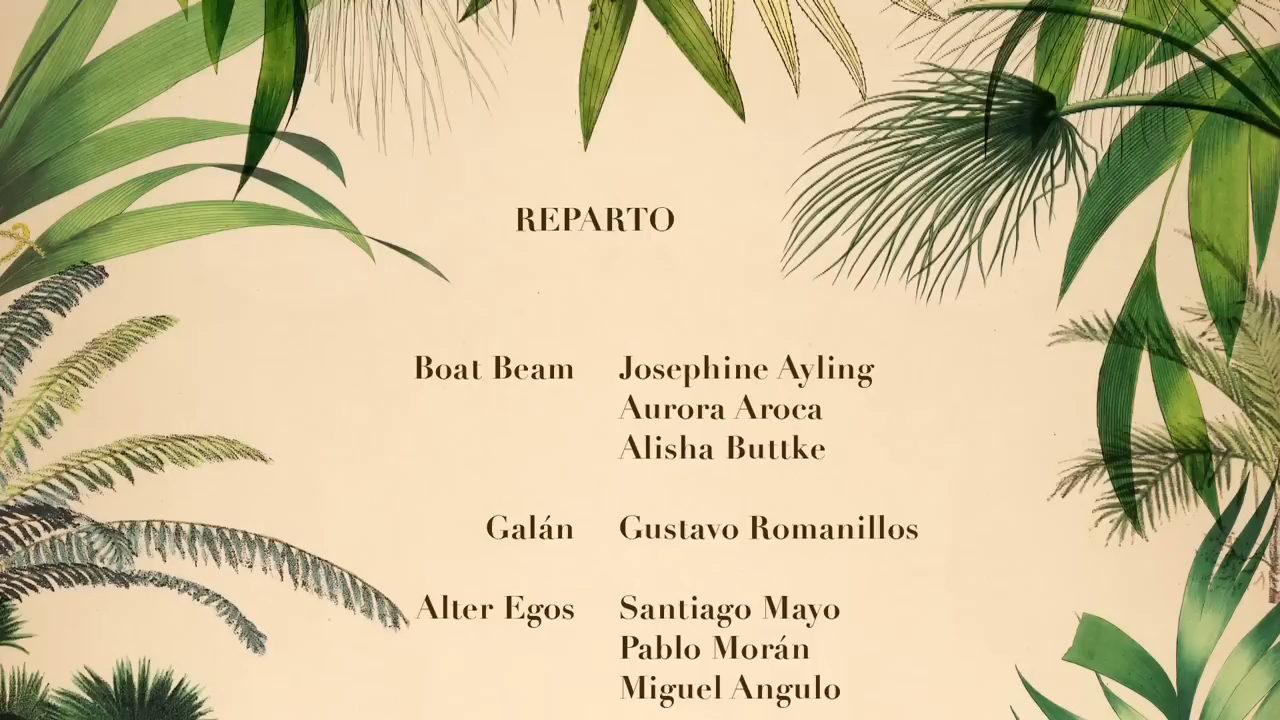 REPARTO
Boat Beam Josephine Ayling
Aurora Aroca
Alisha Buttke
Galán Gustavo Romanillos
Alter Egos Santiago Mayo
Pablo Morán
Miguel Angulo